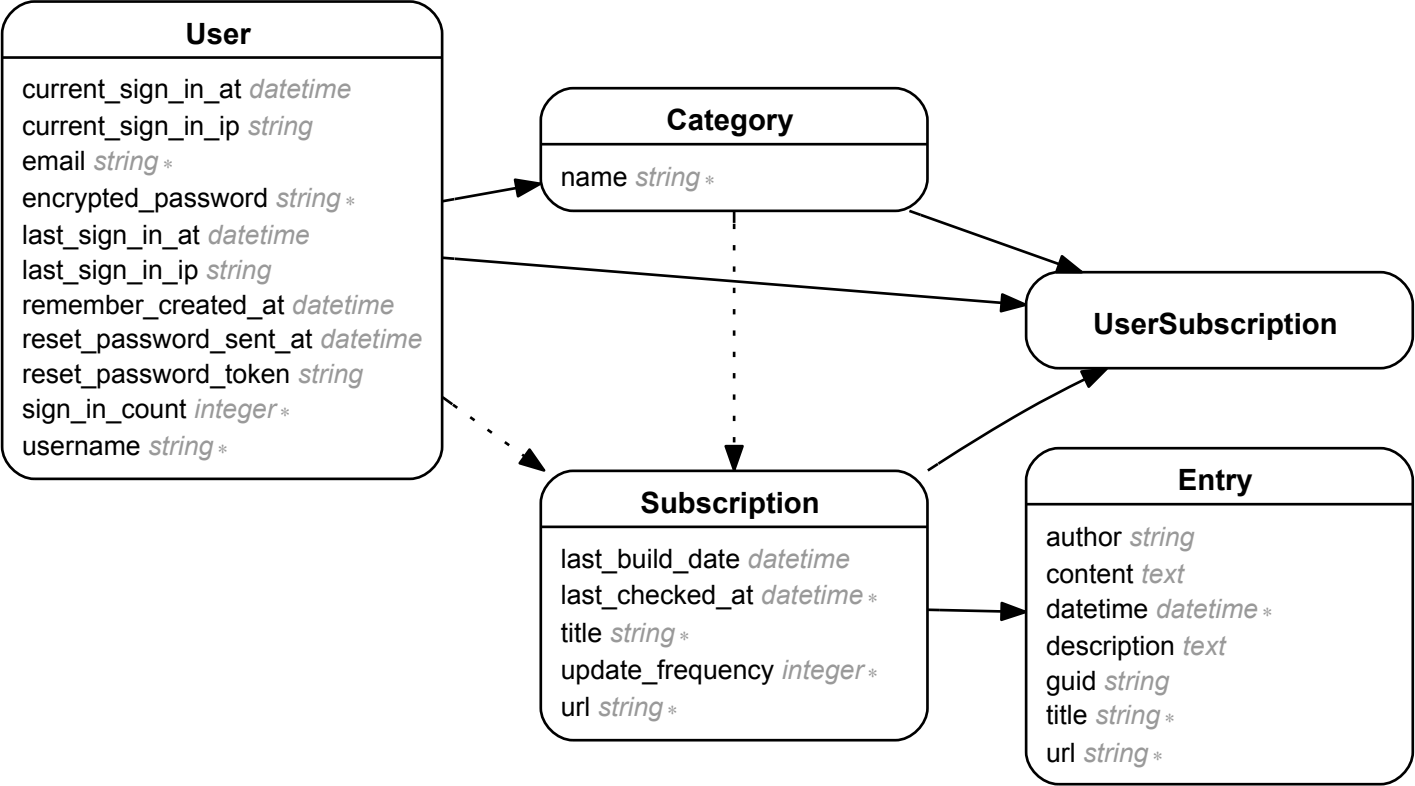 User
current_sign_in_at datetime
current_sign_in_ip string
email string *
encrypted_password string *
last_sign_in_at datetime
last_sign_in_ip string
remember_created_at datetime
reset_password_sent_at datetime
reset_password_token string
sign_in_count integer *
username string *
Category
name string *
UserSubscription
Subscription
last_build_date datetime
last_checked_at datetime *
title string *
update_frequency integer *
url string *
Entry
author string
content text
datetime datetime *
description text
guid string
title string *
url string *